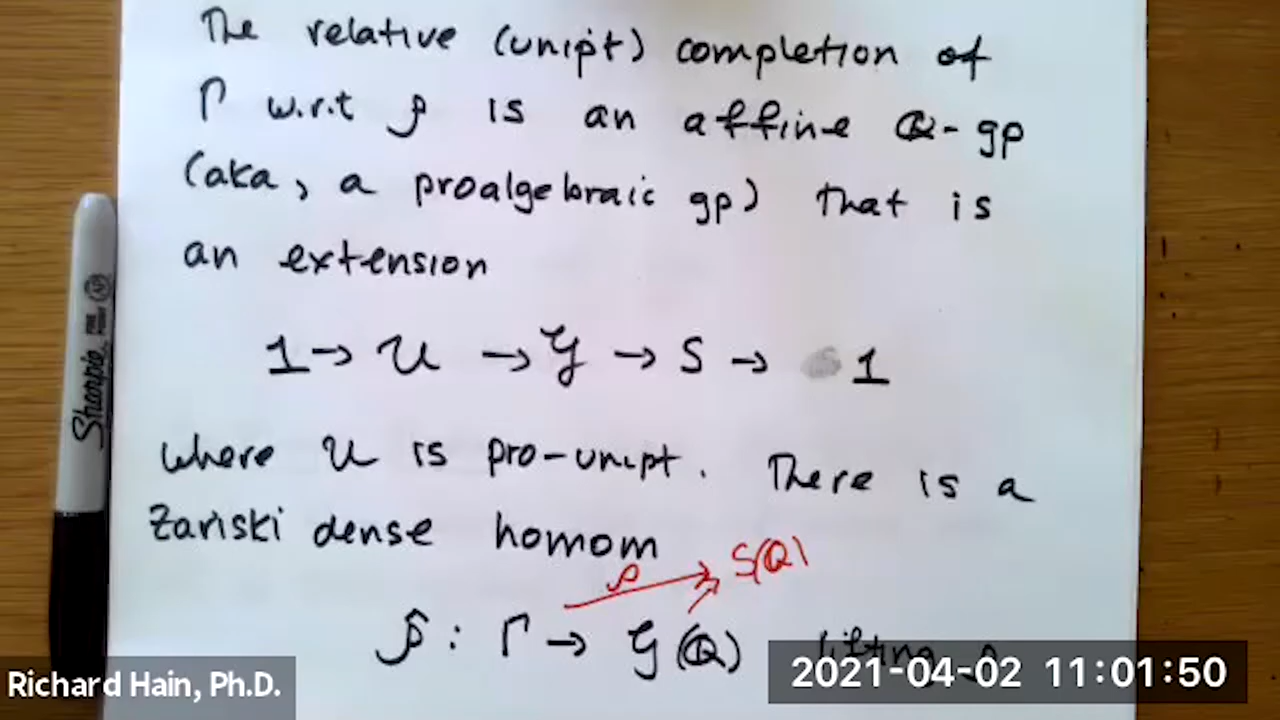 The relative (unipt) completion of
Γ w.r.t ρ is an affine Q-gp
(aka, a proalgebraic gp) that is
an extension
1 → U → G → S → 1
where U is pro-unipt. There is a
Zariski dense homom
ρ S(Q)
ρ̃ : Γ → G(Q) lifting ρ
Richard Hain, Ph.D.
2021-04-02 11:01:50
Sharpie